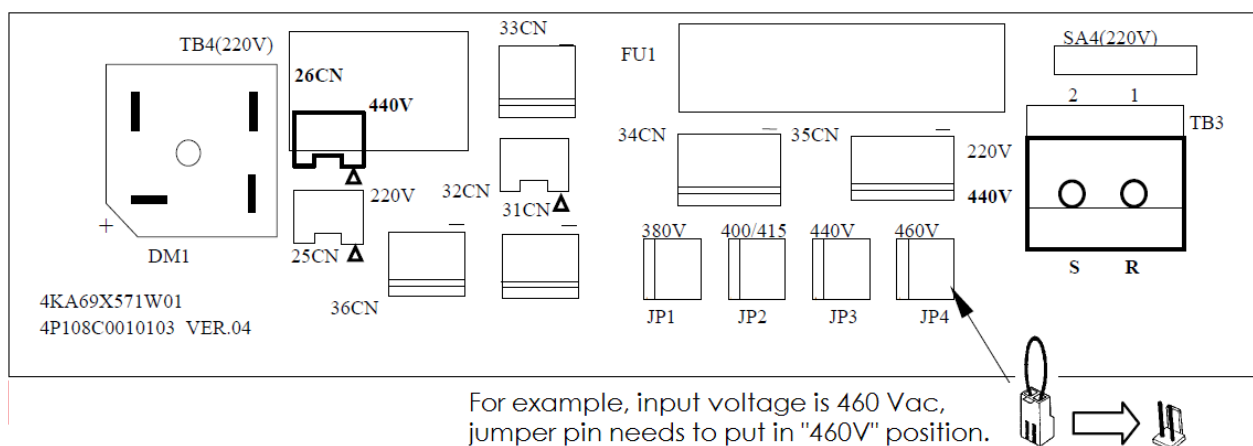 33CN
TB4(220V)
FU1
SA4(220V)
26CN
440V
2 1
TB3
34CN
35CN
220V
32CN
440V
220V
31CN
+
DM1
25CN
380V
400/415
440V
460V
S R
36CN
JP1
JP2
JP3
JP4
4KA69X571W01
4P108C0010103 VER.04
For example, input voltage is 460 Vac,
jumper pin needs to put in "460V" position.